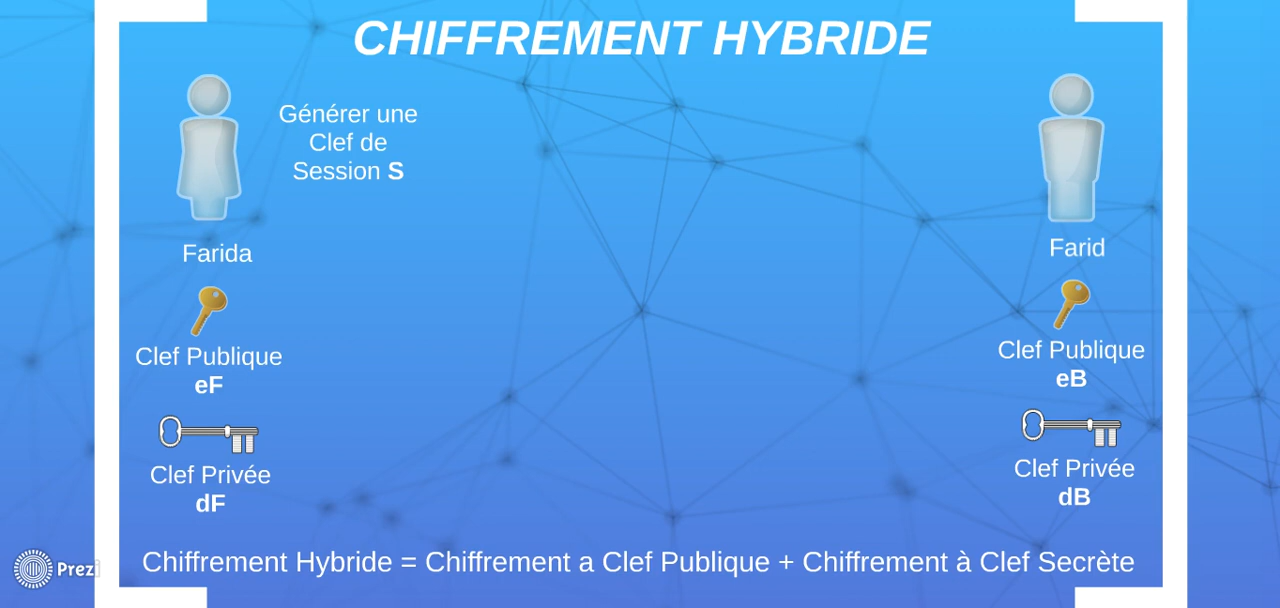 CHIFFREMENT HYBRIDE
Générer une
Clef de
Session S
Farida
Farid
Clef Publique
eF
Clef Publique
eB
Clef Privée
dF
Clef Privée
dB
Chiffrement Hybride = Chiffrement a Clef Publique + Chiffrement à Clef Secrète
Prezi